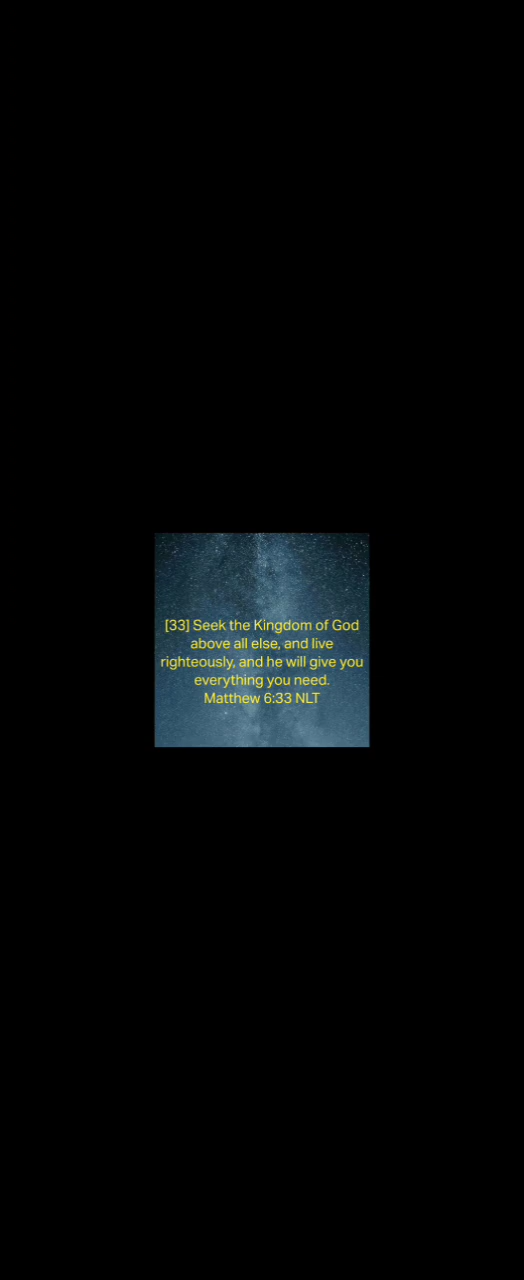 [33] Seek the Kingdom of God
above all else, and live
righteously, and he will give you
everything you need.
Matthew 6:33 NLT